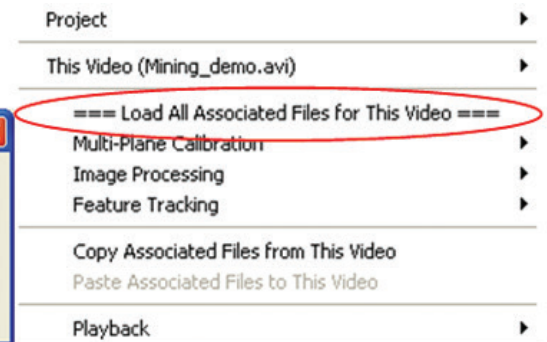 Project
This Video (Mining_demo.avi)
=== Load All Associated Files for This Video ===
Multi-Plane Calibration
Image Processing
Feature Tracking
Copy Associated Files from This Video
Paste Associated Files to This Video
Playback